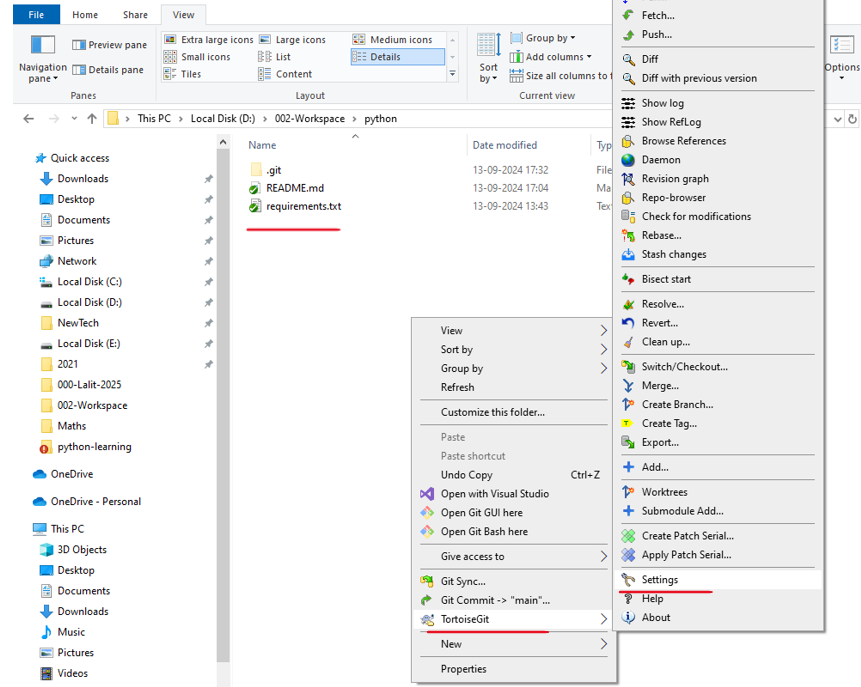 File Home Share View
Navigation pane
Preview pane
Details pane
Panes
Extra large icons Large icons Medium icons
Small icons List Details
Tiles Content
Layout
Sort by
Group by
Add columns
Size all columns to
Current view
Options
This PC > Local Disk (D:) > 002-Workspace > python
Quick access
Downloads
Desktop
Documents
Pictures
Network
Local Disk (C:)
Local Disk (D:)
NewTech
Local Disk (E:)
2021
000-Lalit-2025
002-Workspace
Maths
python-learning
OneDrive
OneDrive - Personal
This PC
3D Objects
Desktop
Documents
Downloads
Music
Pictures
Videos
Name Date modified
.git 13-09-2024 17:32
README.md 13-09-2024 17:04
requirements.txt 13-09-2024 13:43
View
Sort by
Group by
Refresh
Customize this folder...
Paste
Paste shortcut
Undo Copy Ctrl+Z
Open with Visual Studio
Open Git GUI here
Open Git Bash here
Give access to
Git Sync...
Git Commit -> "main"...
TortoiseGit
New
Properties
Fetch...
Push...
Diff
Diff with previous version
Show log
Show RefLog
Browse References
Daemon
Revision graph
Repo-browser
Check for modifications
Rebase...
Stash changes
Bisect start
Resolve...
Revert...
Clean up...
Switch/Checkout...
Merge...
Create Branch...
Create Tag...
Export...
Add...
Worktrees
Submodule Add...
Create Patch Serial...
Apply Patch Serial...
Settings
Help
About